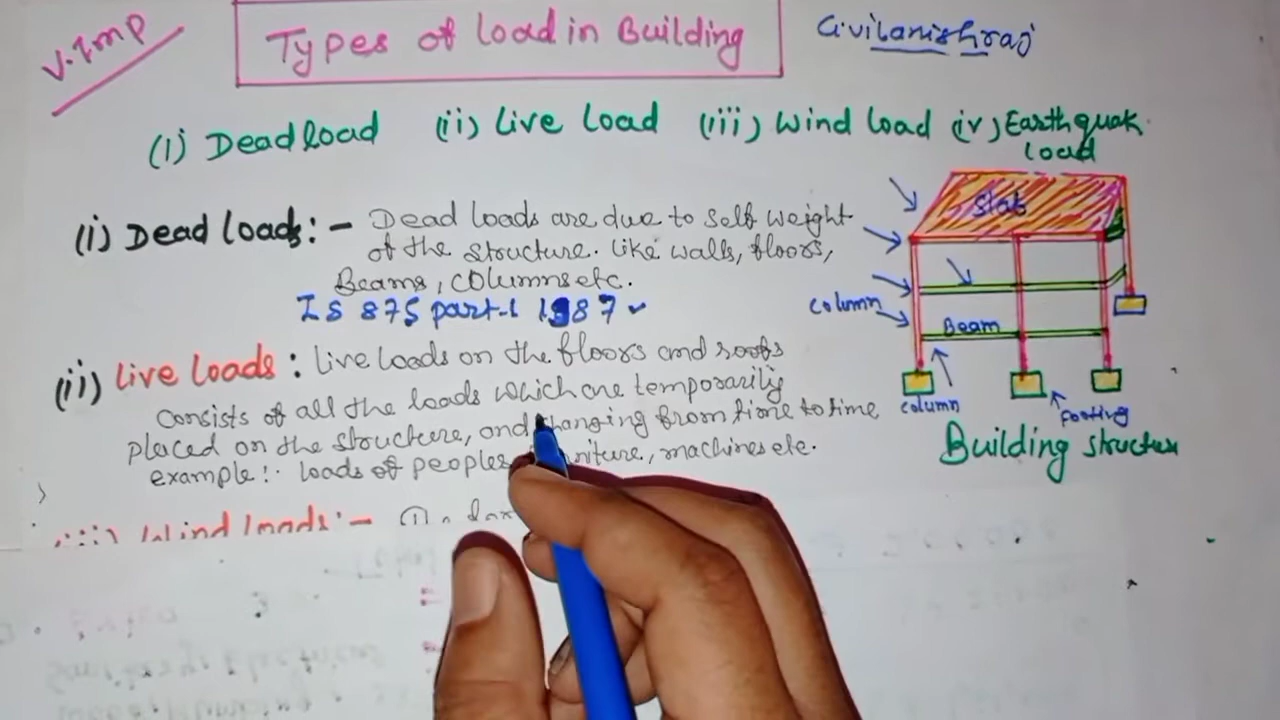 V.Imp
Types of load in Building
Civilanishraj
(i) Dead load (ii) Live load (iii) Wind load (iv) Earthquak
load
(i) Dead loads:- Dead loads are due to self weight
of the structure. Like walls, floors,
Beams, columns etc.
IS 875 part-1 1987
(ii) Live loads: Live loads on the floors and roofs
Consists of all the loads which are temporarily
placed on the structure, and changing from time to time
example:- loads of peoples, niture, machines etc.
Wind loads:-
Slab
column
Beam
column
footing
Building structure